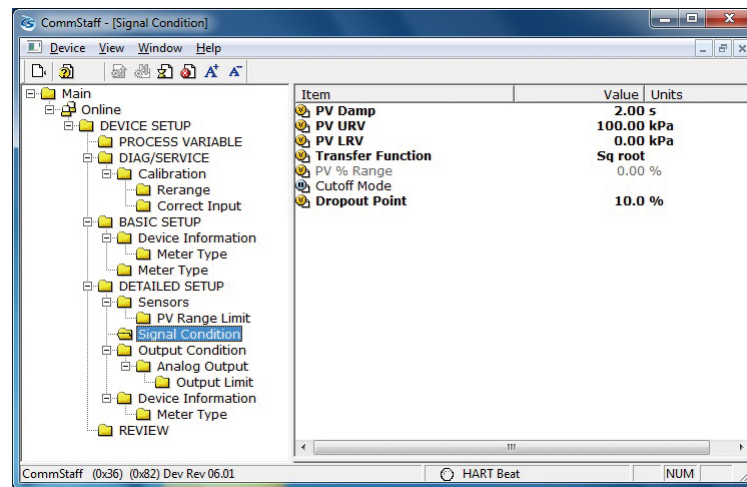 CommStaff - [Signal Condition]
Device View Window Help
Main
Online
DEVICE SETUP
PROCESS VARIABLE
DIAG/SERVICE
Calibration
Rerange
Correct Input
BASIC SETUP
Device Information
Meter Type
Meter Type
DETAILED SETUP
Sensors
PV Range Limit
Signal Condition
Output Condition
Analog Output
Output Limit
Device Information
Meter Type
REVIEW
Item Value Units
PV Damp 2.00 s
PV URV 100.00 kPa
PV LRV 0.00 kPa
Transfer Function Sq root
PV % Range 0.00 %
Cutoff Mode
Dropout Point 10.0 %
CommStaff (0x36) (0x82) Dev Rev 06.01 HART Beat NUM